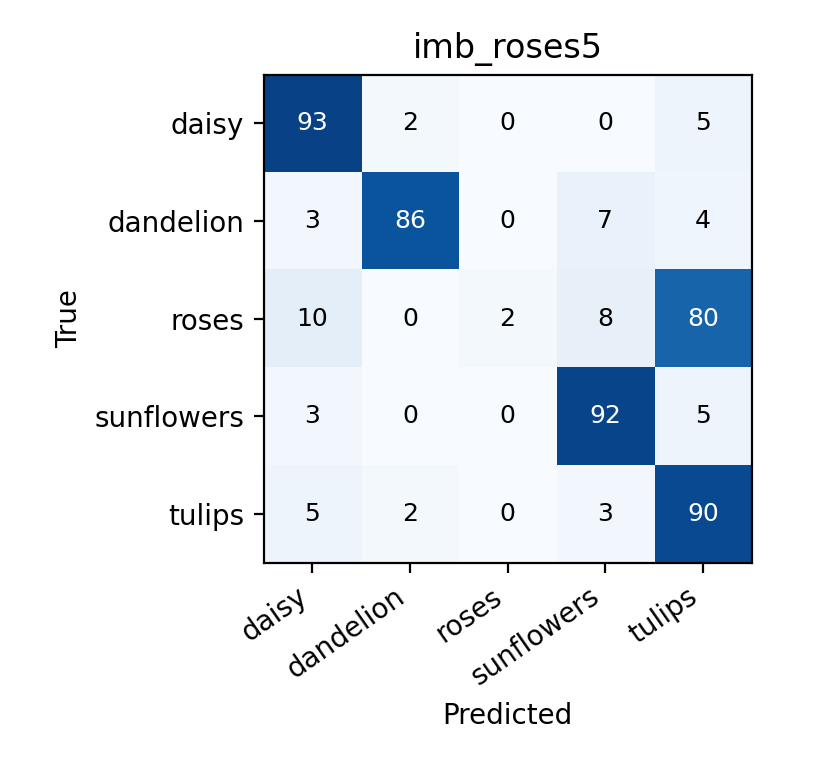 imb_roses5
daisy 93 2 0 0 5
dandelion 3 86 0 7 4
roses 10 0 2 8 80
sunflowers 3 0 0 92 5
tulips 5 2 0 3 90
True
daisy dandelion roses sunflowers tulips
Predicted